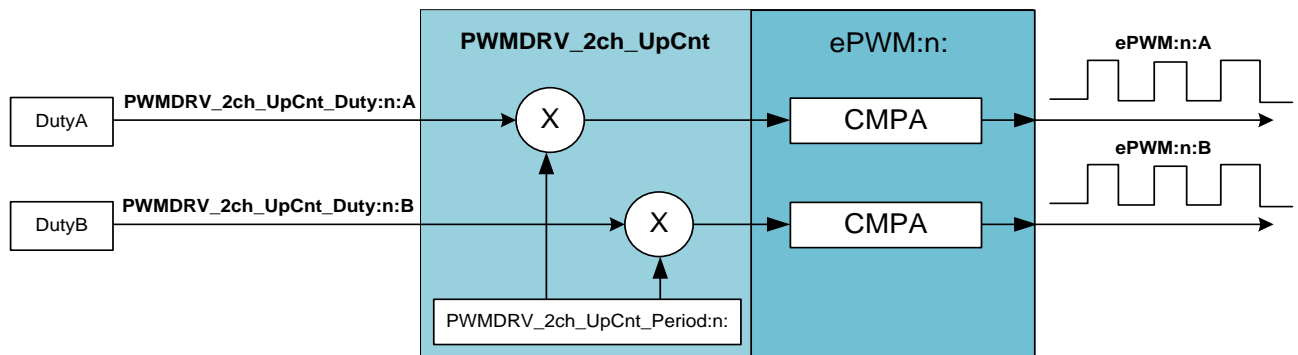 PWMDRV_2ch_UpCnt
ePWM:n:
ePWM:n:A
PWMDRV_2ch_UpCnt_Duty:n:A
DutyA
X
CMPA
ePWM:n:B
PWMDRV_2ch_UpCnt_Duty:n:B
DutyB
X
CMPA
PWMDRV_2ch_UpCnt_Period:n: